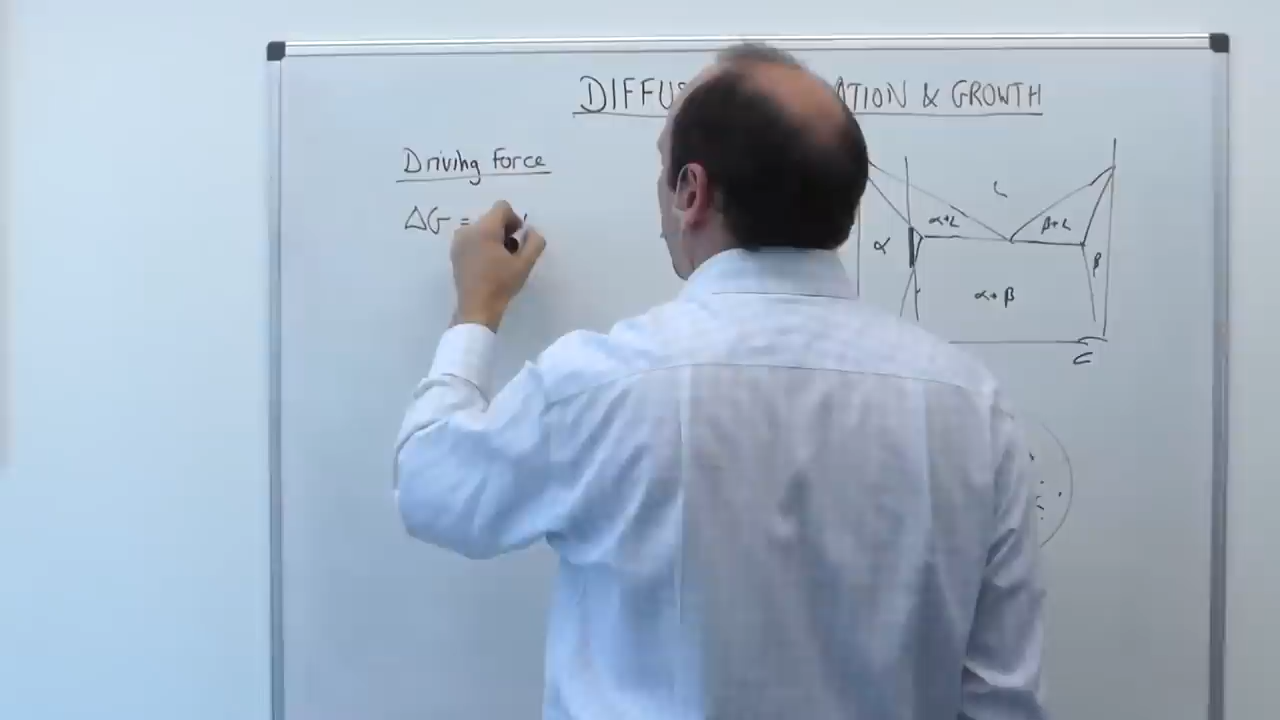 DIFFUS ATION & GROWTH
Driving Force
ΔG =
L
α+L
β+L
α
β
α+β
C